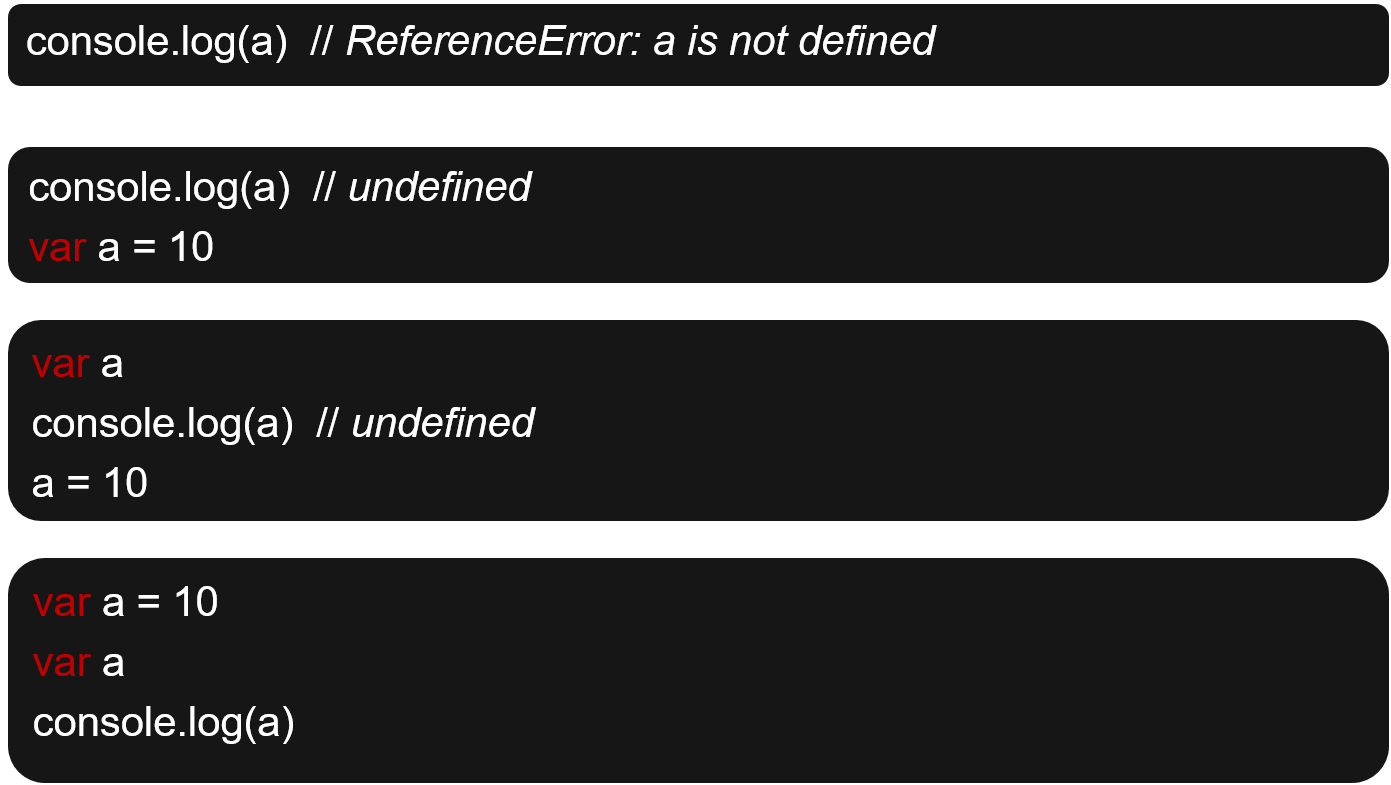 console.log(a)  // ReferenceError: a is not defined
console.log(a)  // undefined
var a = 10
var a
console.log(a)  // undefined
a = 10
var a = 10
var a
console.log(a)